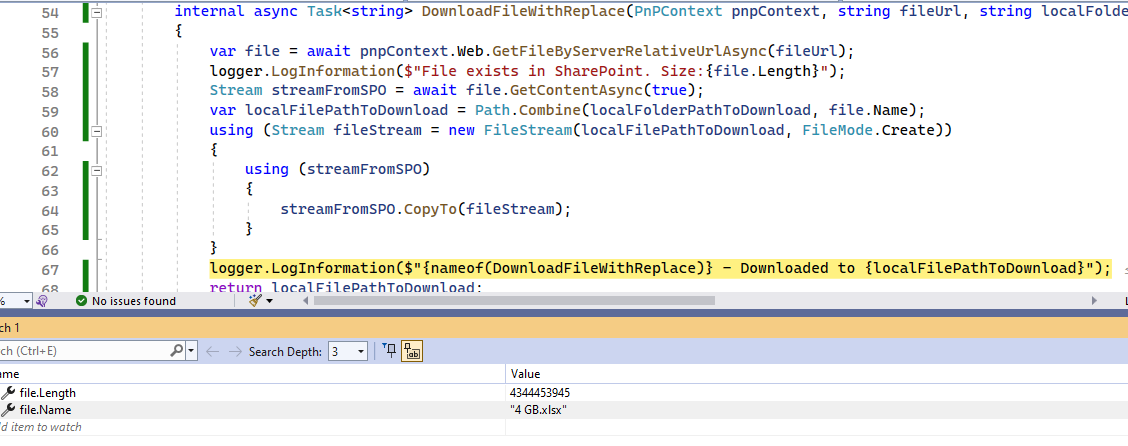 54 internal async Task<string> DownloadFileWithReplace(PnPContext pnpContext, string fileUrl, string localFolder
55 {
56 var file = await pnpContext.Web.GetFileByServerRelativeUrlAsync(fileUrl);
57 logger.LogInformation($"File exists in SharePoint. Size:{file.Length}");
58 Stream streamFromSPO = await file.GetContentAsync(true);
59 var localFilePathToDownload = Path.Combine(localFolderPathToDownload, file.Name);
60 using (Stream fileStream = new FileStream(localFilePathToDownload, FileMode.Create))
61 {
62 using (streamFromSPO)
63 {
64 streamFromSPO.CopyTo(fileStream);
65 }
66 }
67 logger.LogInformation($"{nameof(DownloadFileWithReplace)} - Downloaded to {localFilePathToDownload}");
68 return localFilePathToDownload;
% No issues found
ch 1
ch (Ctrl+E) Search Depth: 3
me Value
file.Length 4344453945
file.Name "4 GB.xlsx"
d item to watch